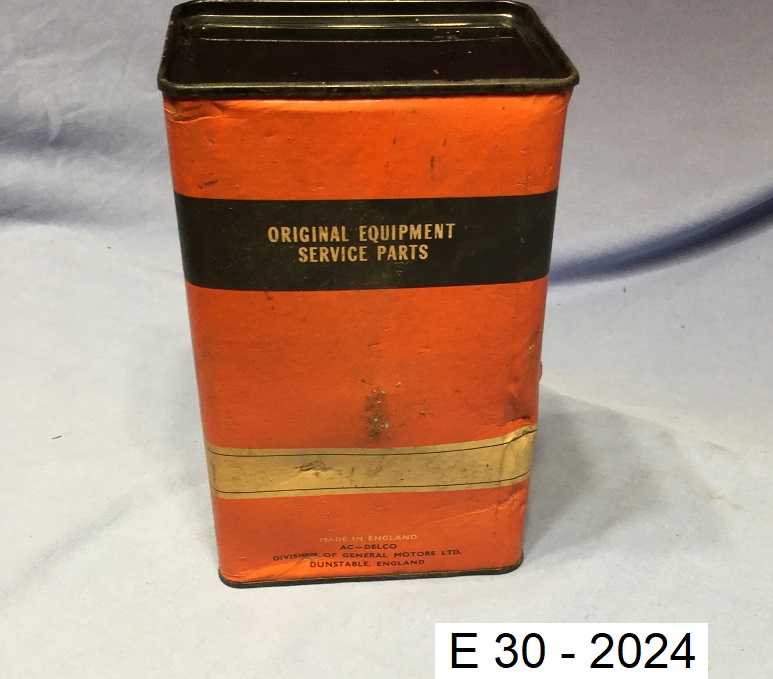 ORIGINAL EQUIPMENT
SERVICE PARTS
MADE IN ENGLAND
AC—DELCO
DIVISION OF GENERAL MOTORS LTD.
DUNSTABLE, ENGLAND
E 30 - 2024